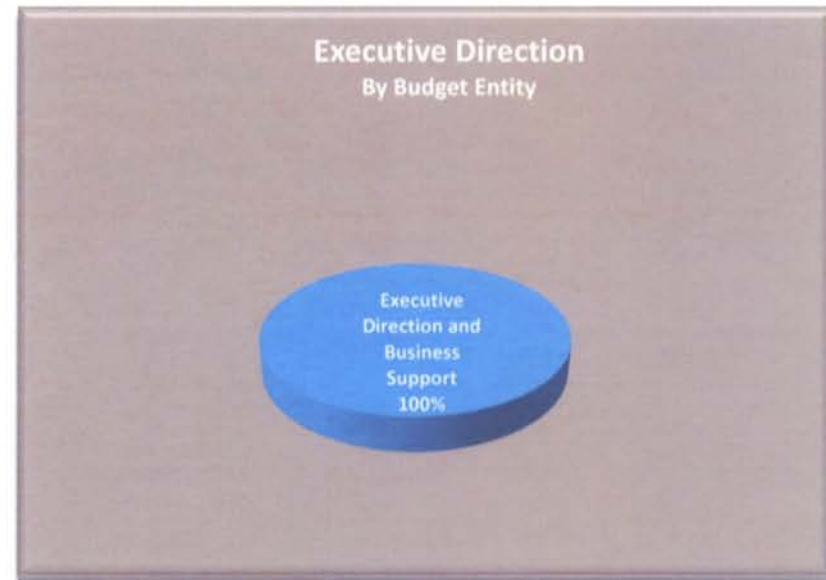 Executive Direction
By Budget Entity
Executive
Direction and
Business
Support
100%